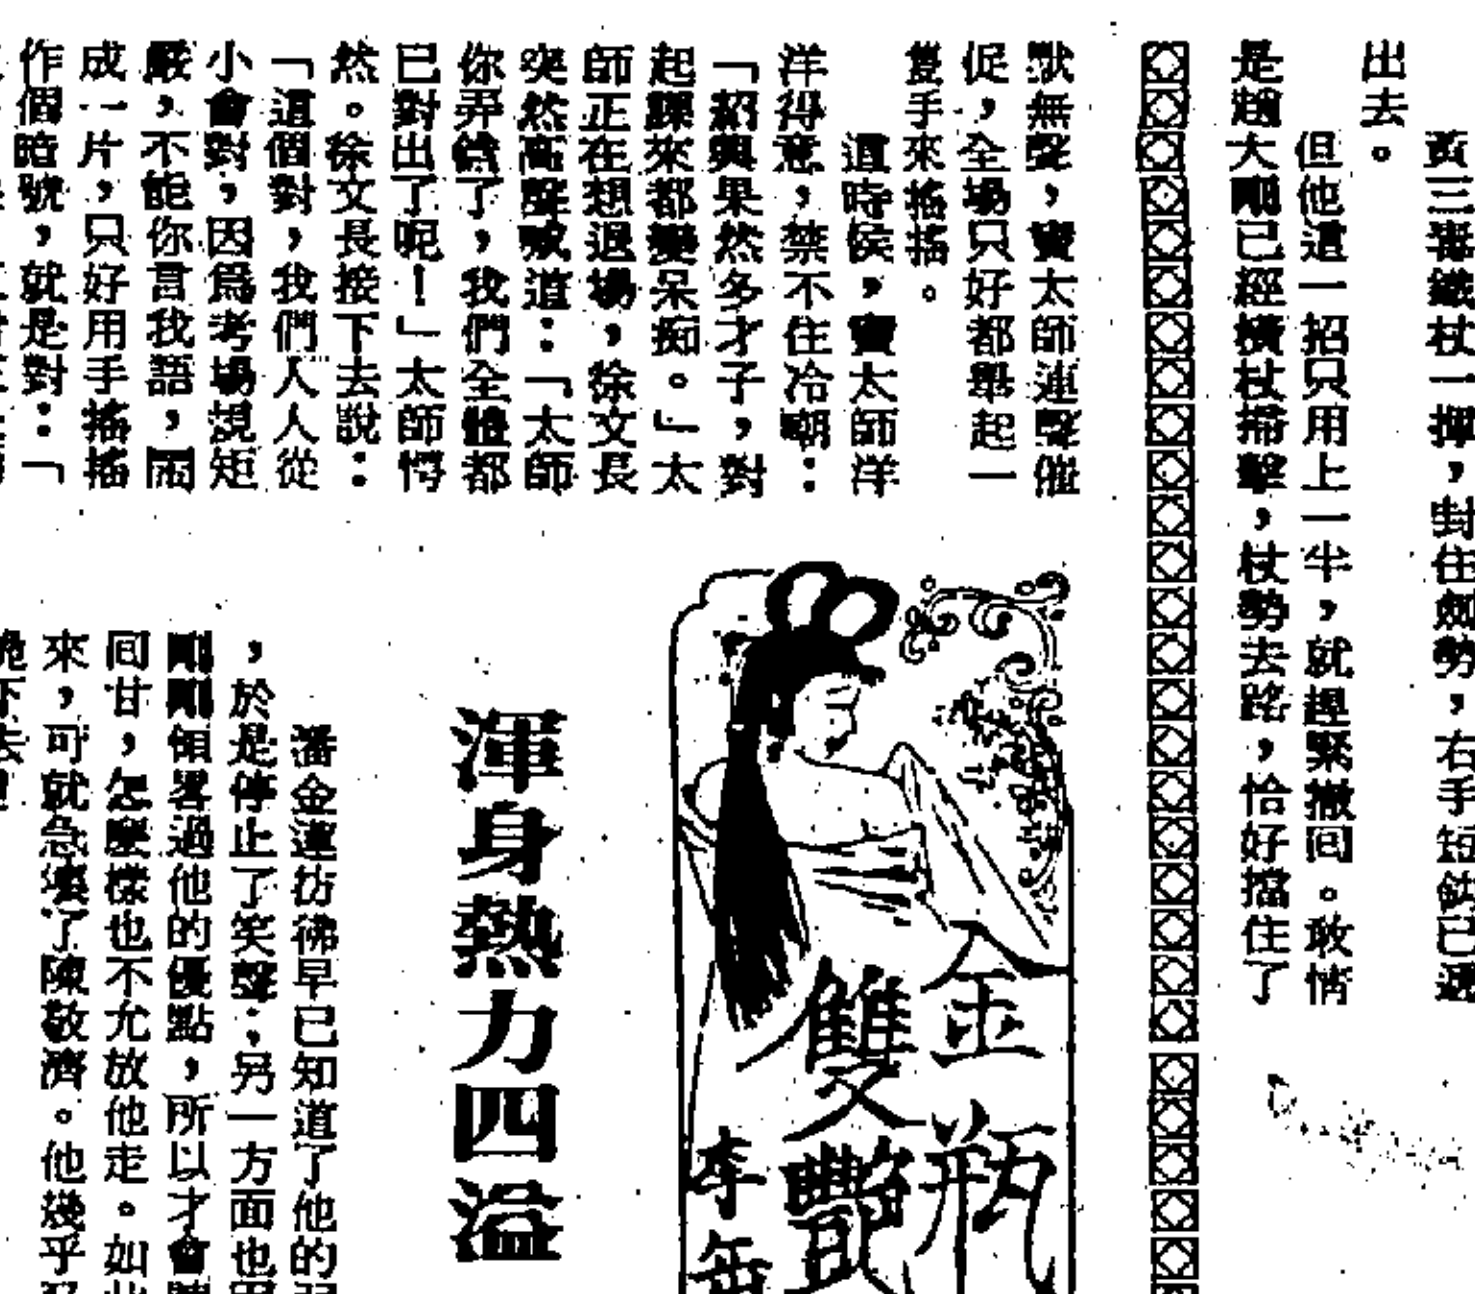 黃三毒鐵杖一揮，封住劍勢，右手短鈎已遞
出去。
但他這一招只用上一半，就趕緊撤回。敢情
是趙大剛已經橫杖掃擊，杖勢去路，恰好擋住了
默無聲，竇太師連聲催
促，全場只好都舉起一
隻手來搖搖。
這時候，竇太師洋
洋得意，禁不住冷嘲：
「紹興果然多才子，對
起課來都變呆痴。」太
師正在想退場，徐文長
突然高聲喊道：「太師
你弄錯了，我們全體都
已對出了呢！」太師愕
然。徐文長接下去說：
「這個對，我們人人從
小會對，因爲考場規矩
嚴，不能你言我語，鬧
成一片，只好用手搖搖
作個暗號，就是對：「
金瓶
雙艷
李
渾身熱力四溢
潘金蓮彷彿早已知道了他的
，於是停止了笑聲；另一方面也
剛剛領畧過他的優點，所以才會
回甘，怎麼樣也不允放他走。如
來，可就急壞了陳敬濟。他幾乎